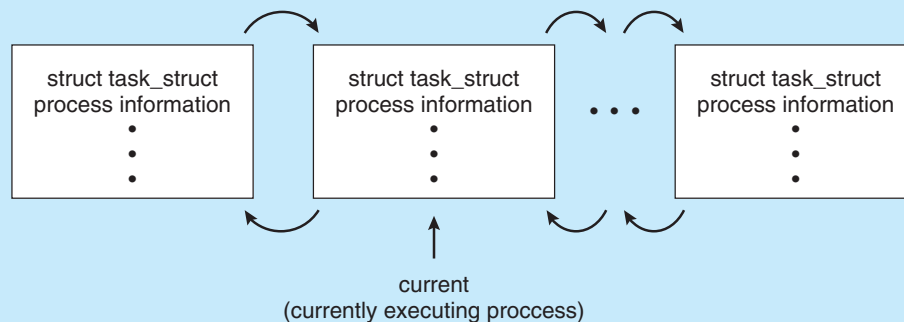 struct task_struct
process information
•
•
•
struct task_struct
process information
•
•
•
• • •
struct task_struct
process information
•
•
•
current
(currently executing proccess)